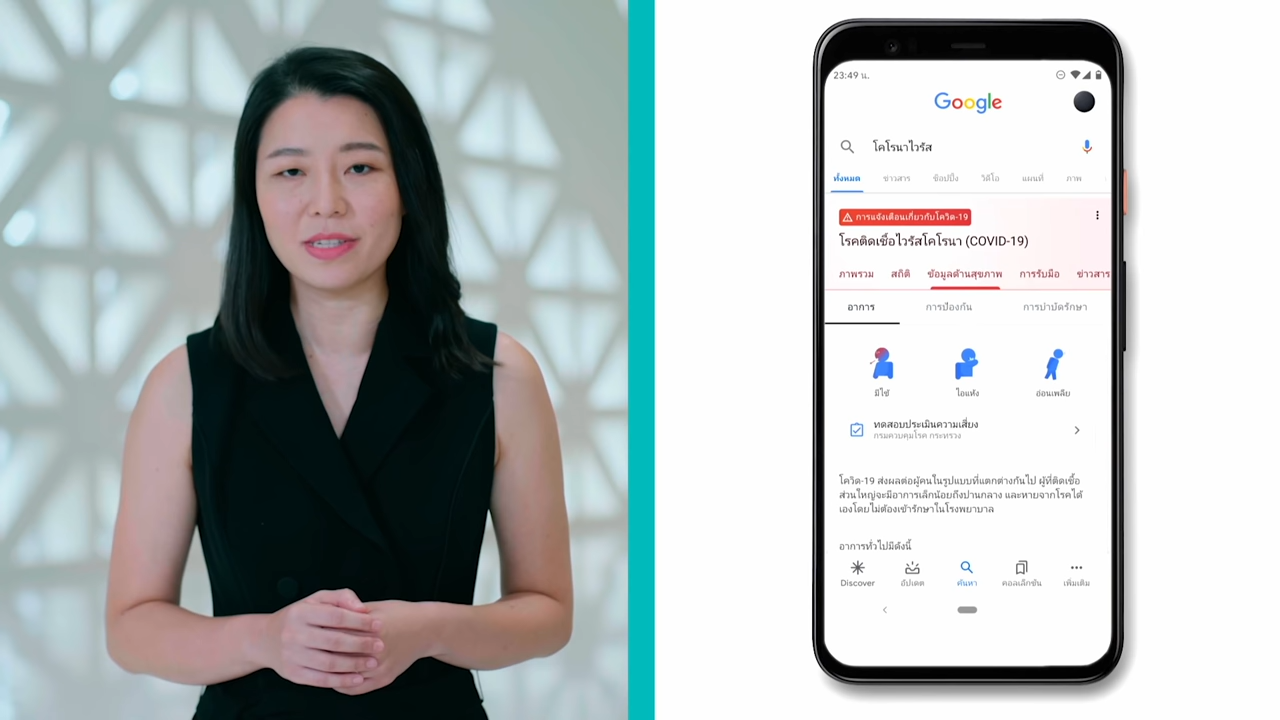 23:49 น.
Google
โคโรนาไวรัส
ทั้งหมด ข่าวสาร ช้อปปิ้ง วิดีโอ แผนที่ ภาพ
การแจ้งเตือนเกี่ยวกับโควิด-19
โรคติดเชื้อไวรัสโคโรนา (COVID-19)
ภาพรวม สถิติ ข้อมูลด้านสุขภาพ การรับมือ ข่าวสาร
อาการ การป้องกัน การบำบัดรักษา
มีไข้ ไอแห้ง อ่อนเพลีย
ทดสอบประเมินความเสี่ยง
กรมควบคุมโรค กระทรวง
โควิด-19 ส่งผลต่อผู้คนในรูปแบบที่แตกต่างกันไป ผู้ที่ติดเชื้อ
ส่วนใหญ่จะมีอาการเล็กน้อยถึงปานกลาง และหายจากโรคได้
เองโดยไม่ต้องเข้ารักษาในโรงพยาบาล
อาการทั่วไปมีดังนี้
Discover อัปเดต ค้นหา คอลเล็กชัน เพิ่มเติม